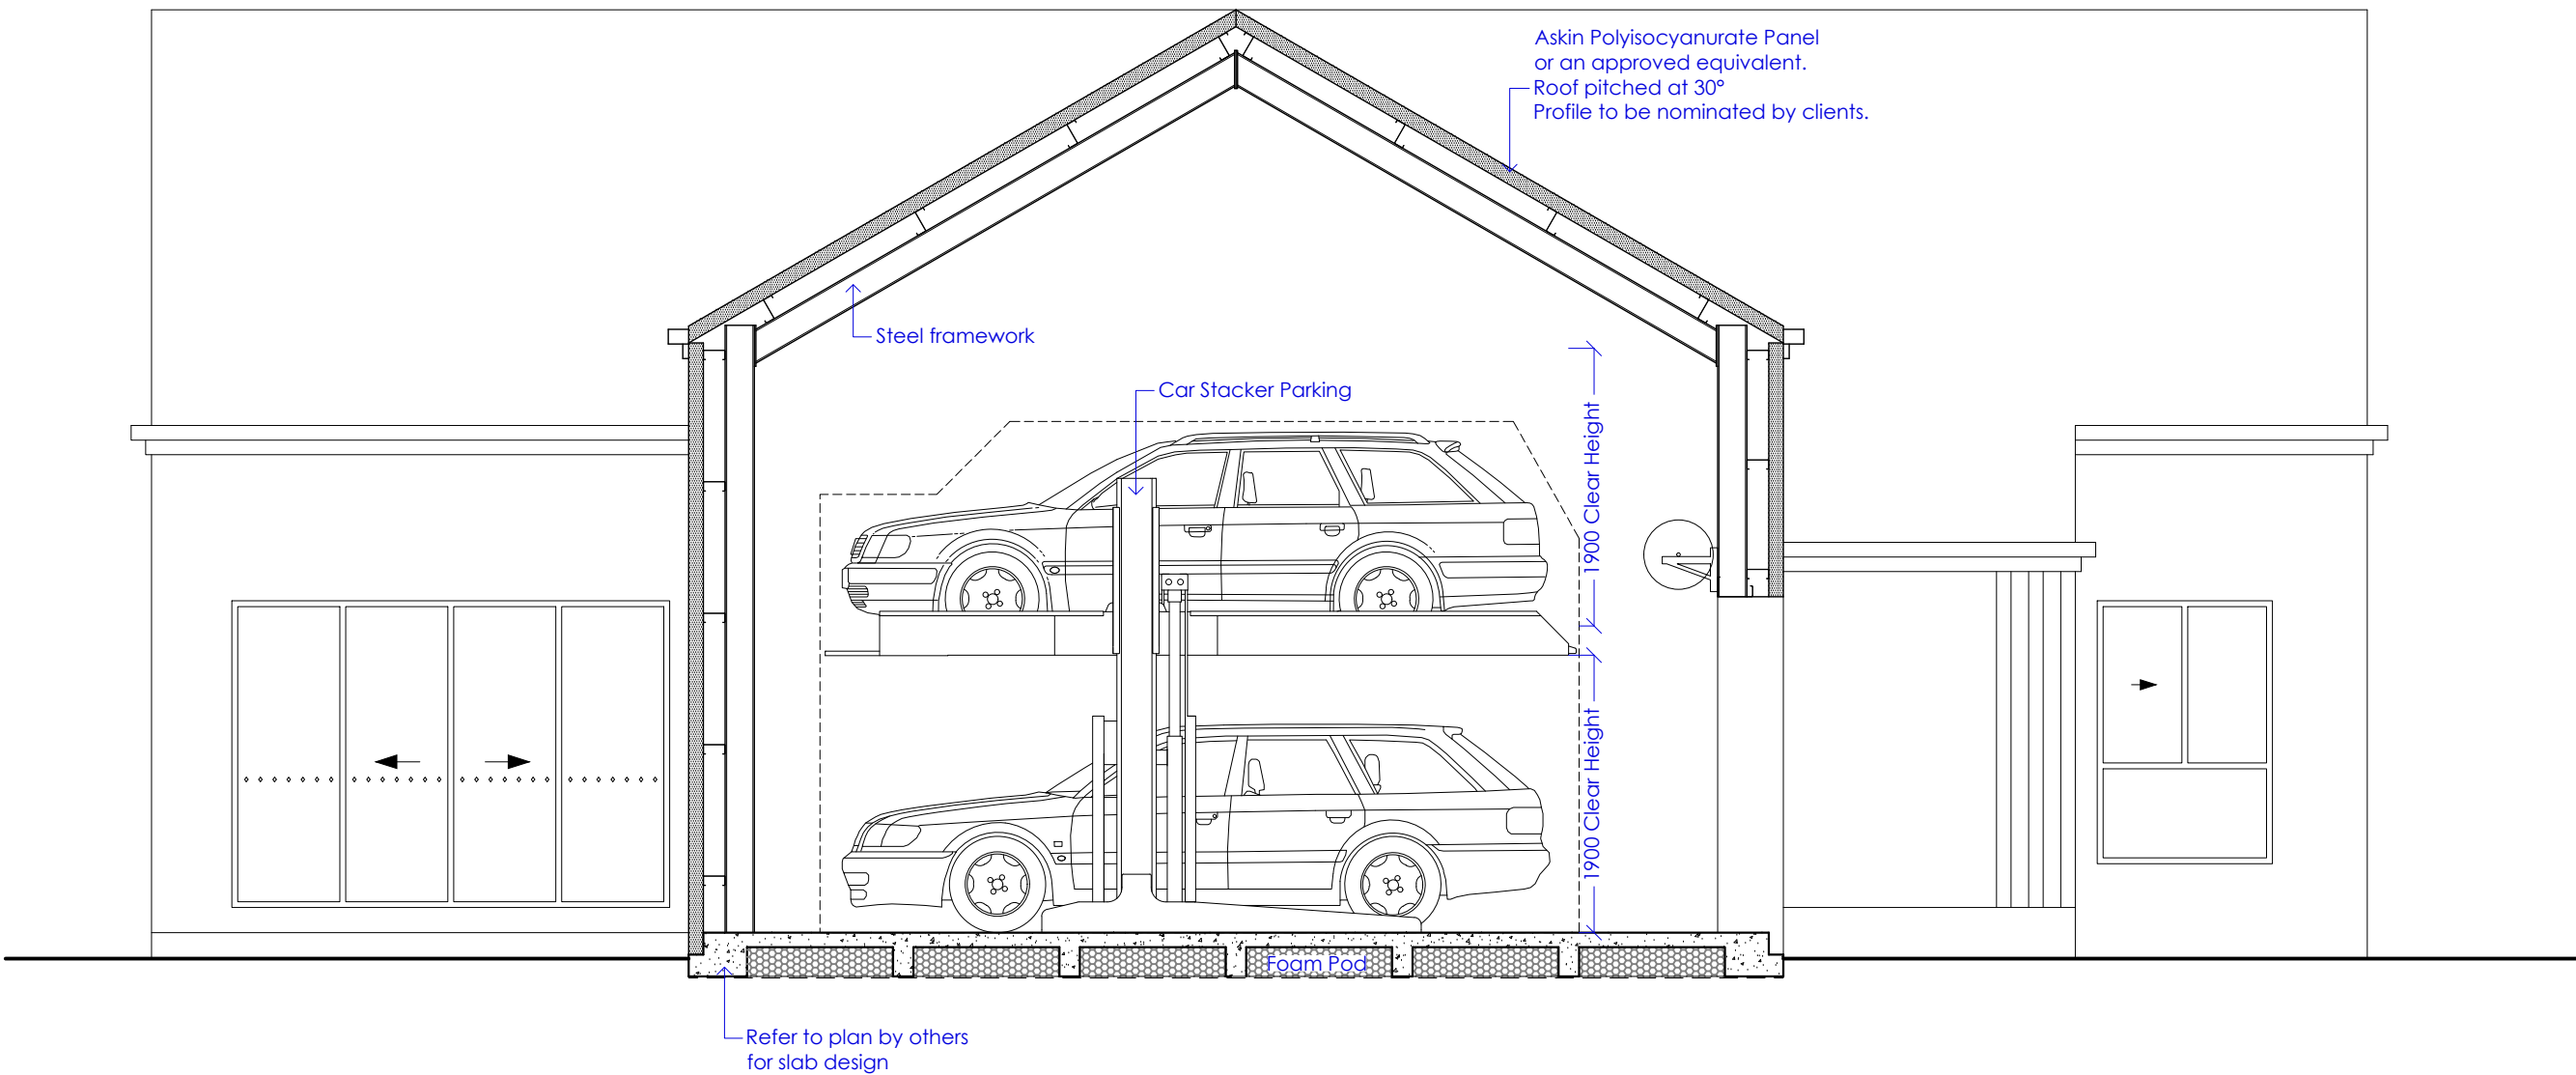 Askin Polyisocyanurate Panel
or an approved equivalent.
Roof pitched at 30°
Profile to be nominated by clients.
Steel framework
Car Stacker Parking
1900 Clear Height
1900 Clear Height
Foam Pod
Refer to plan by others
for slab design